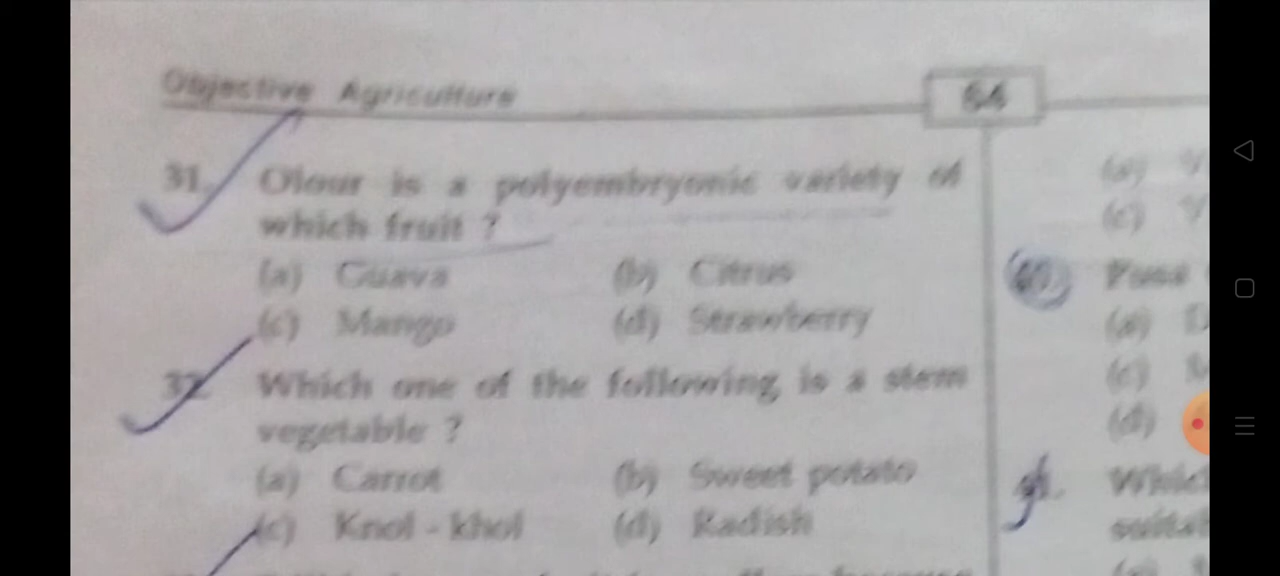 Objective Agriculture
64
31. Olour is a polyembryonic variety of
which fruit ?
(a) Guava (b) Citrus
(c) Mango (d) Strawberry
32. Which one of the following is a stem
vegetable ?
(a) Carrot (b) Sweet potato
(c) Knol - khol (d) Radish
(a)
(c)
Pusa
(a)
(c)
(d)